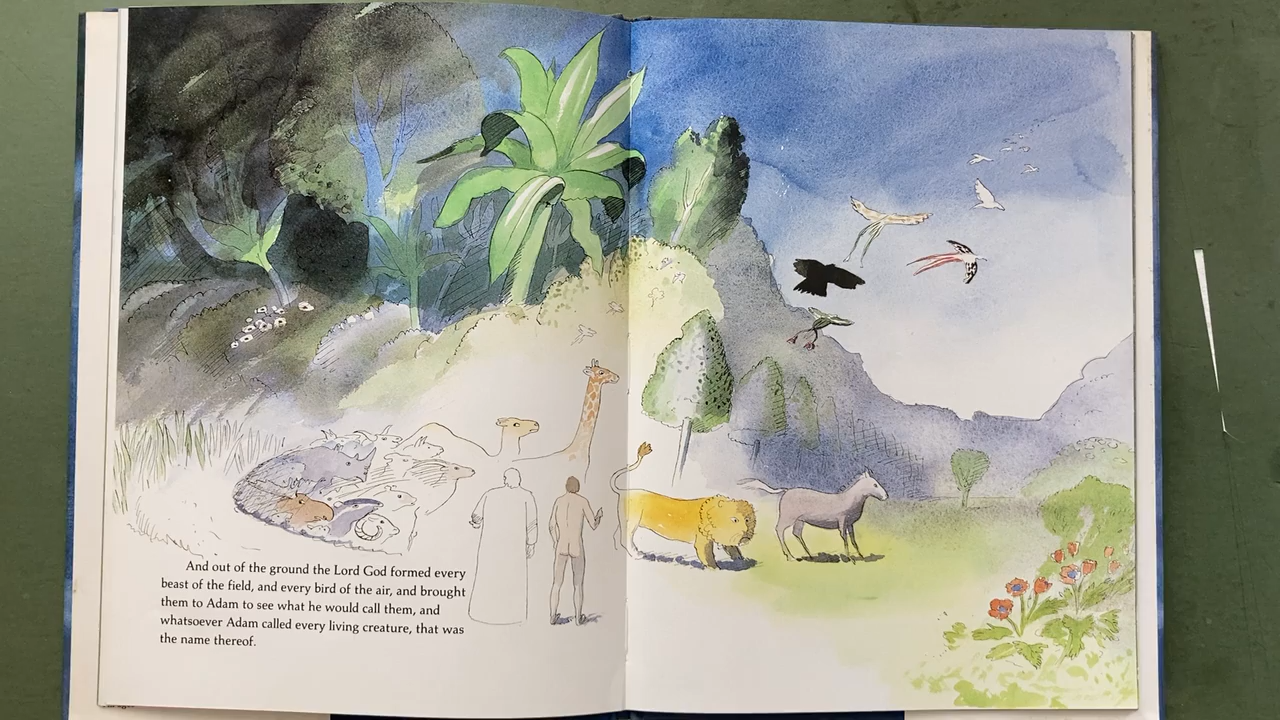 And out of the ground the Lord God formed every
beast of the field, and every bird of the air, and brought
them to Adam to see what he would call them, and
whatsoever Adam called every living creature, that was
the name thereof.